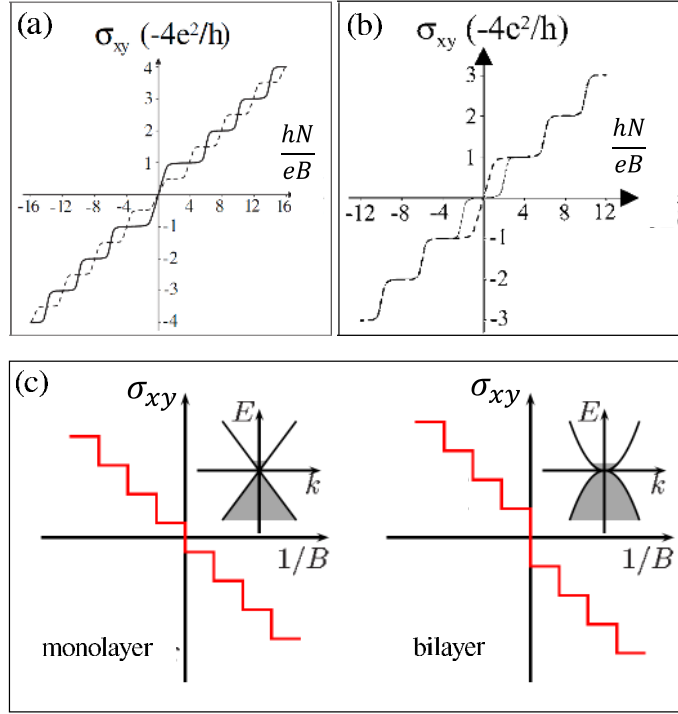 (a)
σxy (-4e²/h)
4
3
2
1
hN
eB
-16 -12 -8 -4 4 8 12 16
-1
-2
-3
-4
(b)
σxy (-4c²/h)
3
2
1
hN
eB
-12 -8 -4 0 4 8 12
-1
-2
-3
(c)
σxy
E
k
1/B
monolayer
σxy
E
k
1/B
bilayer